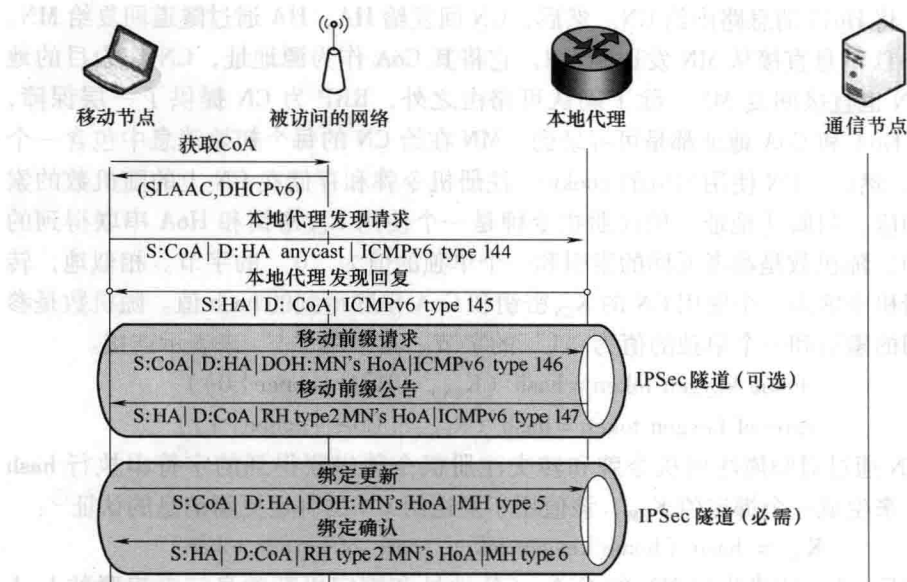 移动节点
被访问的网络
本地代理
通信节点
获取CoA
(SLAAC,DHCPv6)
本地代理发现请求
S:CoA| D:HA anycast | ICMPv6 type 144
本地代理发现回复
S:HA| D: CoA|ICMPv6 type 145
移动前缀请求
S:CoA| D:HA|DOH:MN's HoA|ICMPv6 type 146
移动前缀公告
S:HA| D:CoA|RH type2 MN's HoA|ICMPv6 type 147
IPSec 隧道 (可选)
绑定更新
S:CoA| D:HA|DOH:MN's HoA|MH type 5
绑定确认
S:HA| D:CoA|RH type 2 MN's HoA|MH type 6
IPSec 隧道 (必需)